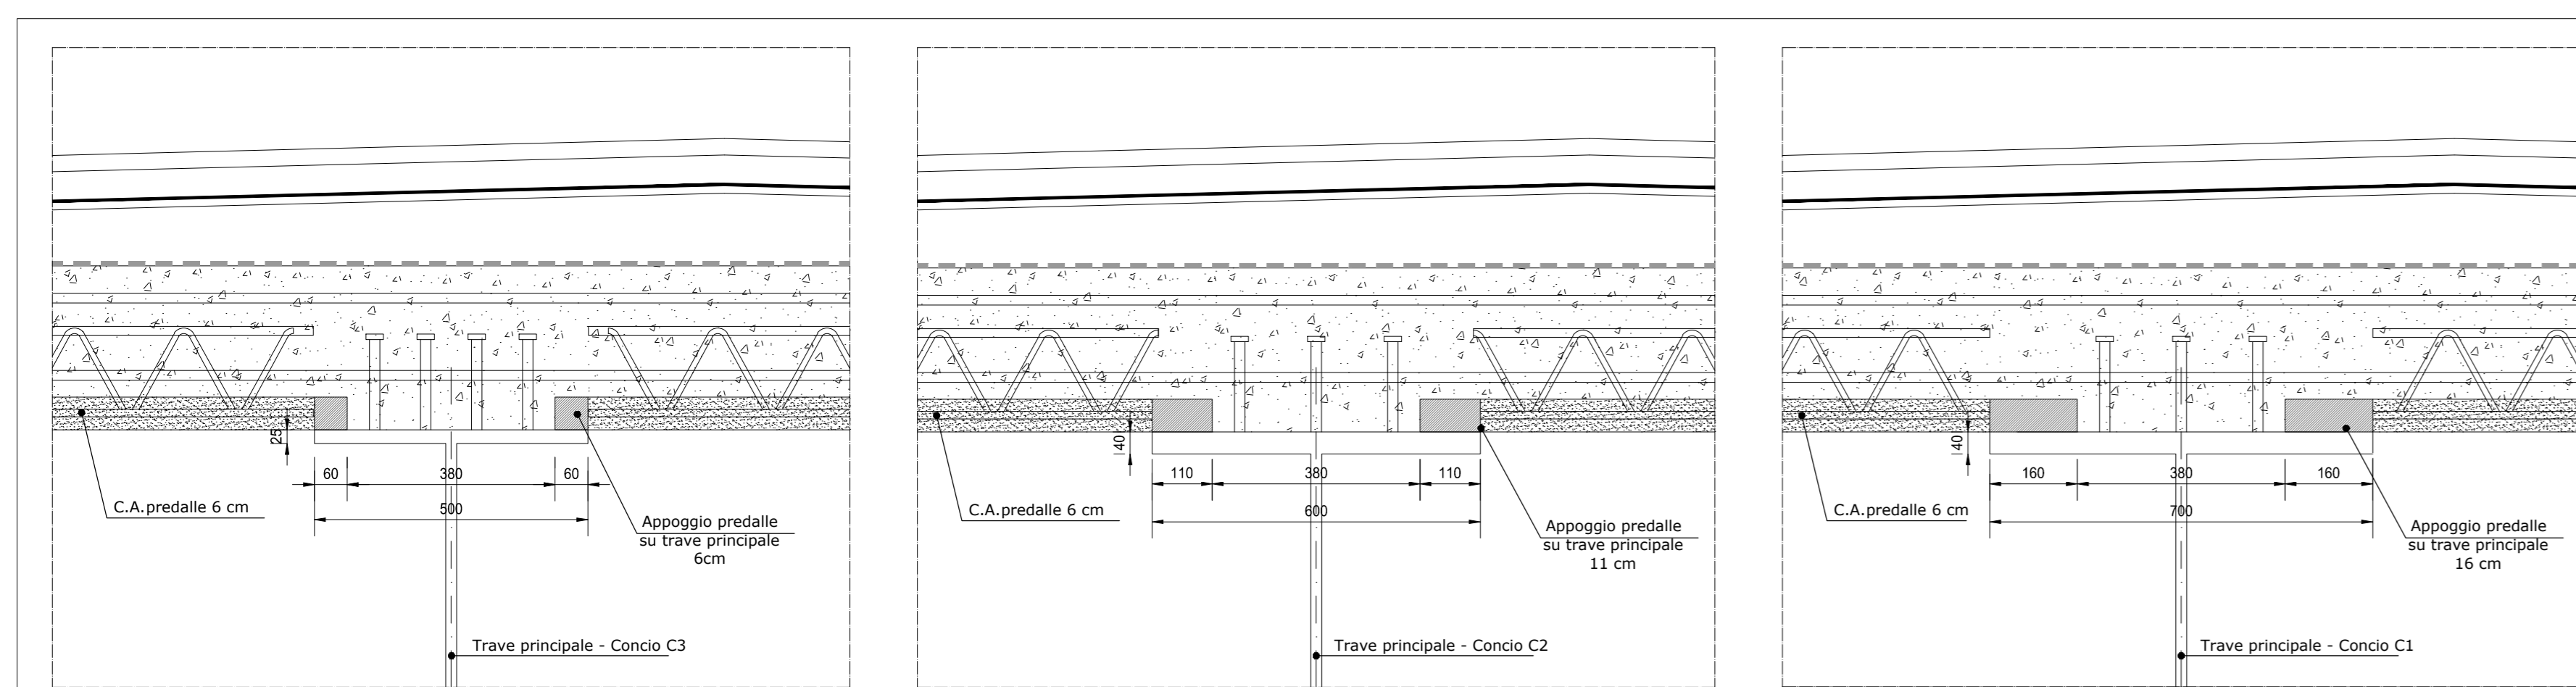 25
60
380
60
500
C.A.predalle 6 cm
Appoggio predalle
su trave principale
6cm
Trave principale - Concio C3
40
110
380
110
600
C.A.predalle 6 cm
Appoggio predalle
su trave principale
11 cm
Trave principale - Concio C2
40
160
380
160
700
C.A.predalle 6 cm
Appoggio predalle
su trave principale
16 cm
Trave principale - Concio C1